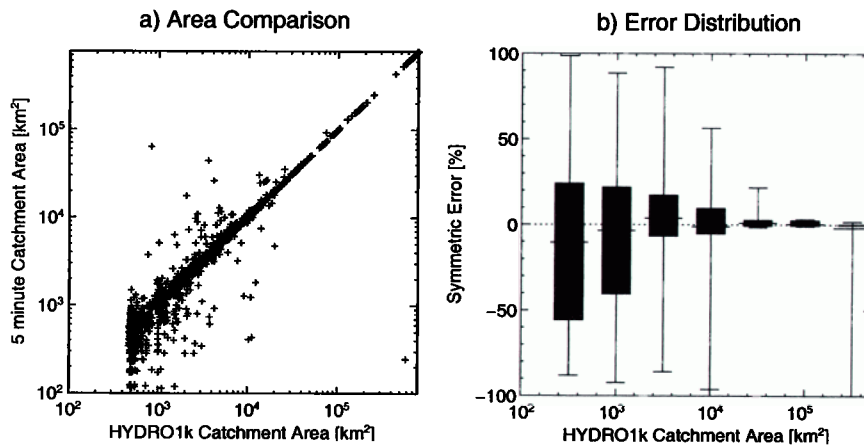 a) Area Comparison
5 minute Catchment Area [km²]
10⁵
10⁴
10³
10²
10² 10³ 10⁴ 10⁵
HYDRO1k Catchment Area [km²]
b) Error Distribution
Symmetric Error [%]
100
50
0
-50
-100
10² 10³ 10⁴ 10⁵
HYDRO1k Catchment Area [km²]